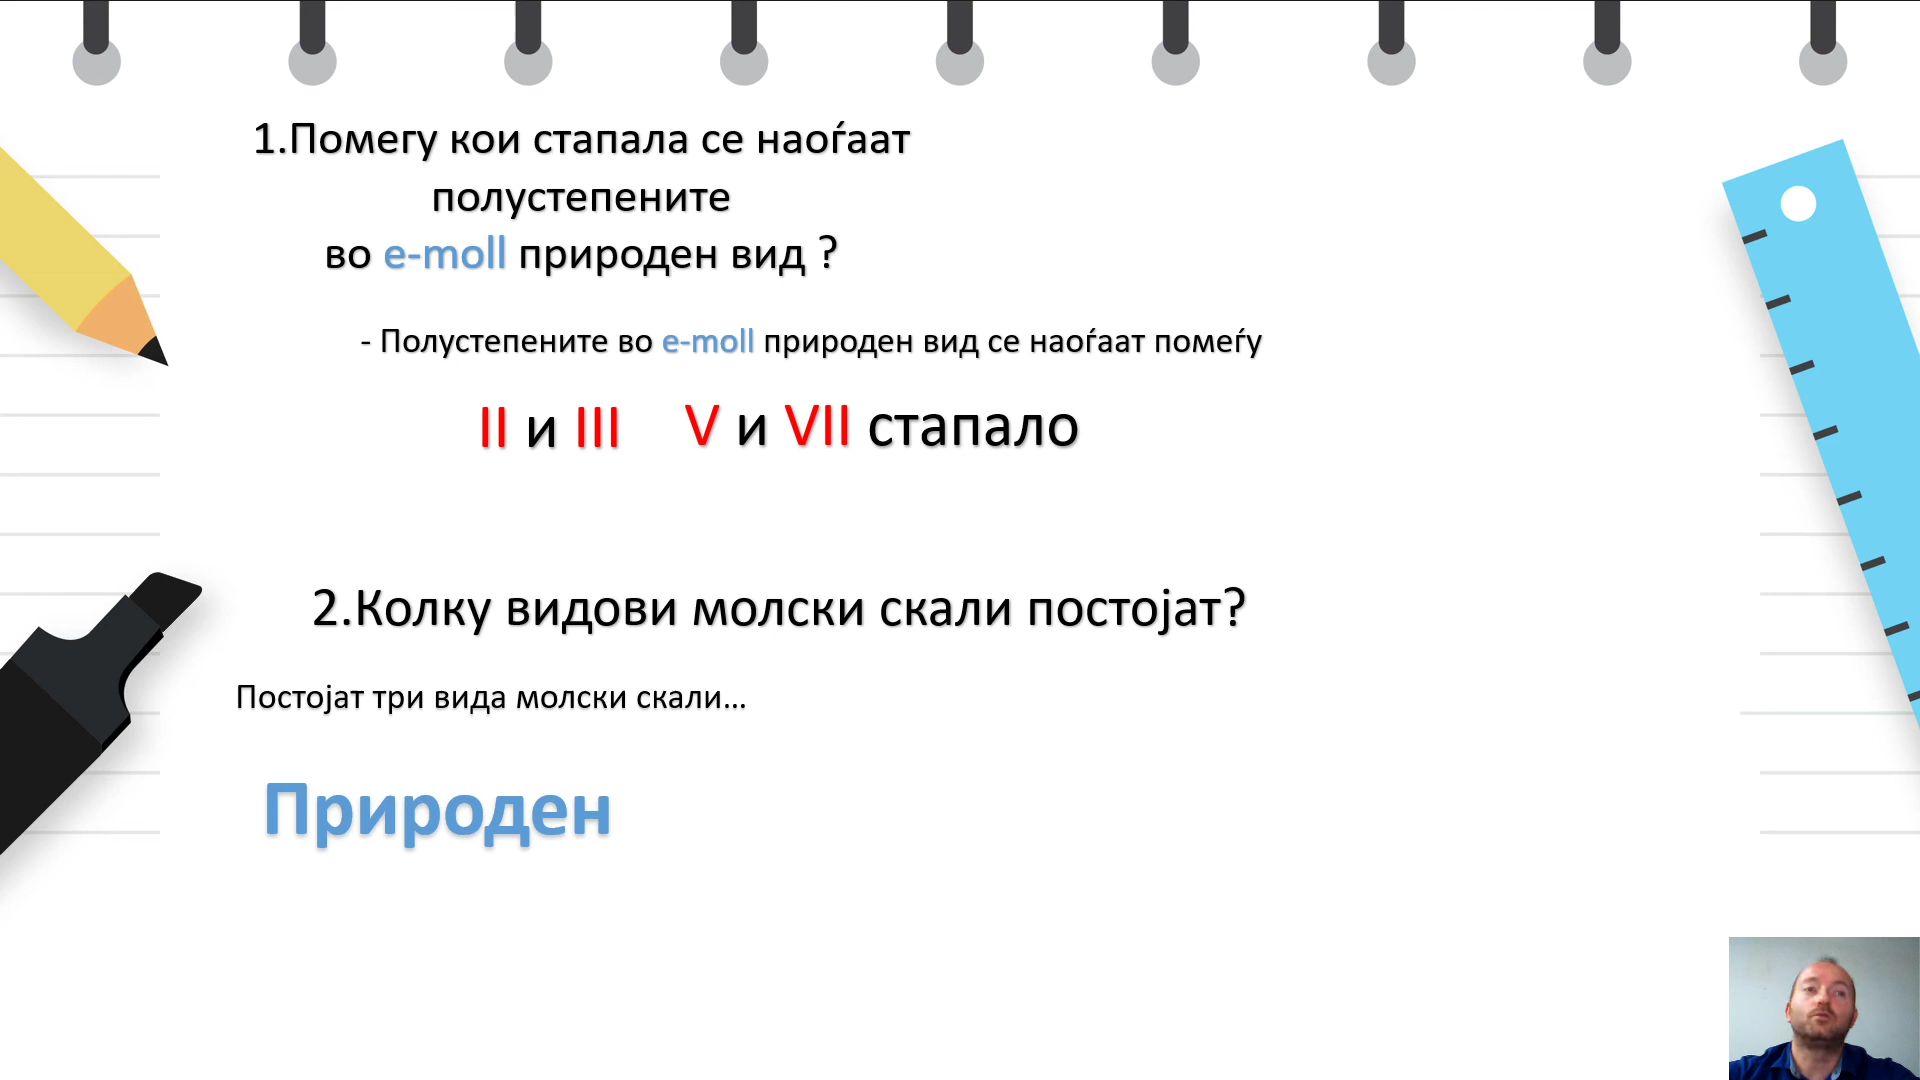 1.Помегу кои стапала се наоѓаат
полустепените
во e-moll природен вид ?
- Полустепените во e-moll природен вид се наоѓаат помеѓу
II и III V и VII стапало
2.Колку видови молски скали постојат?
Постојат три вида молски скали...
Природен